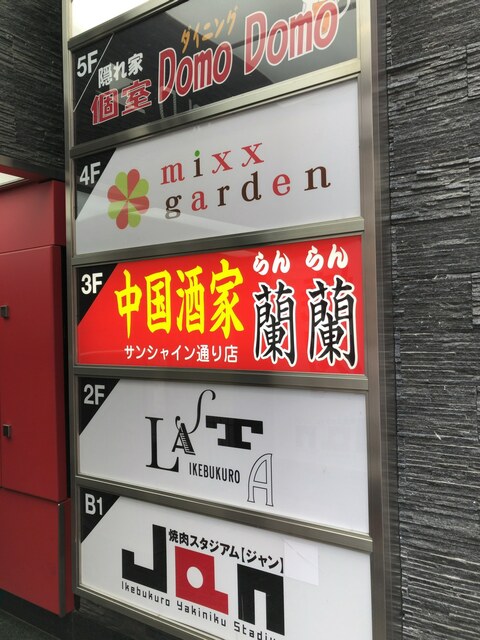 5F
ダイニング
隠れ家
個室 Domo Domo
4F
mixx
garden
3F
らん らん
中国酒家 蘭蘭
サンシャイン通り店
2F
LASTA
IKEBUKURO
B1
焼肉スタジアム【ジャン】
Jan
Ikebukuro Yakiniku Stadiu